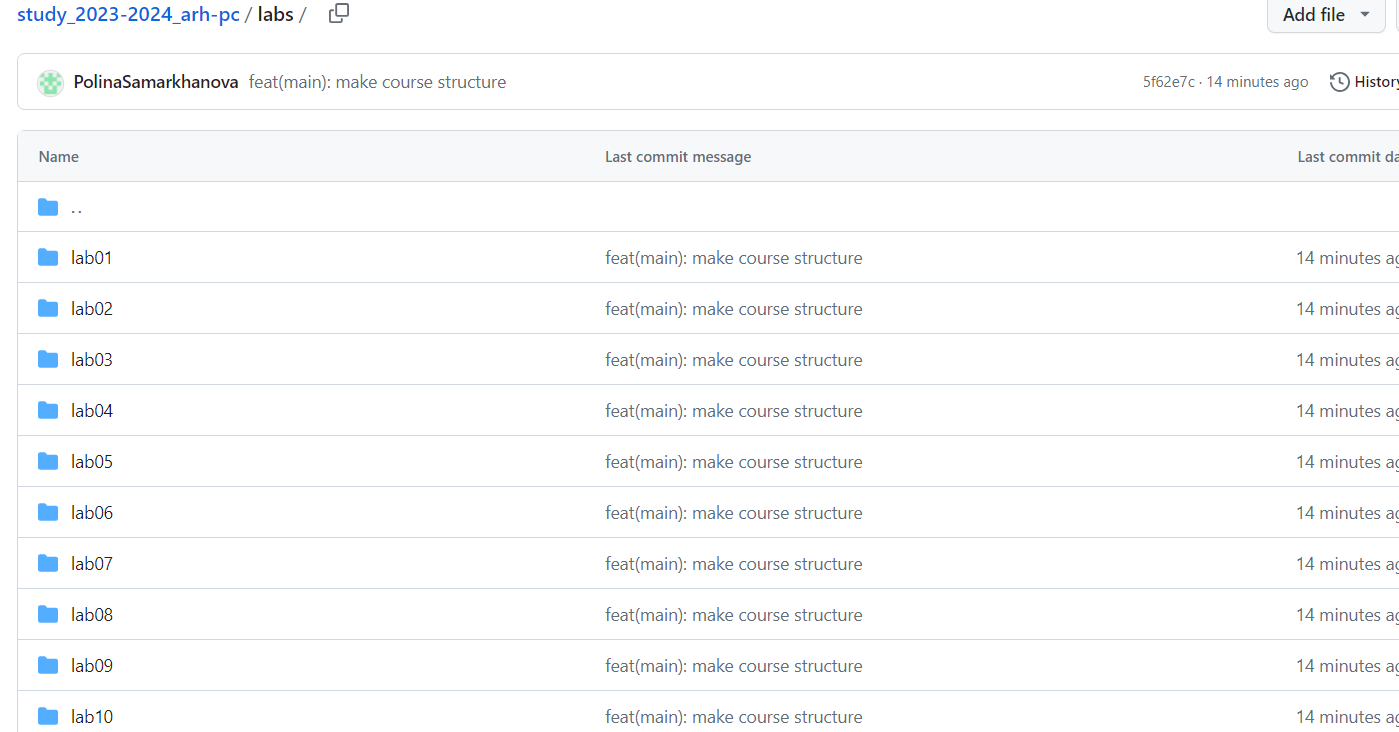 study_2023-2024_arh-pc / labs / Add file
PolinaSamarkhanova feat(main): make course structure 5f62e7c · 14 minutes ago History
Name Last commit message Last commit da
..
lab01 feat(main): make course structure 14 minutes ag
lab02 feat(main): make course structure 14 minutes ag
lab03 feat(main): make course structure 14 minutes ag
lab04 feat(main): make course structure 14 minutes ag
lab05 feat(main): make course structure 14 minutes ag
lab06 feat(main): make course structure 14 minutes ag
lab07 feat(main): make course structure 14 minutes ag
lab08 feat(main): make course structure 14 minutes ag
lab09 feat(main): make course structure 14 minutes ag
lab10 feat(main): make course structure 14 minutes ag